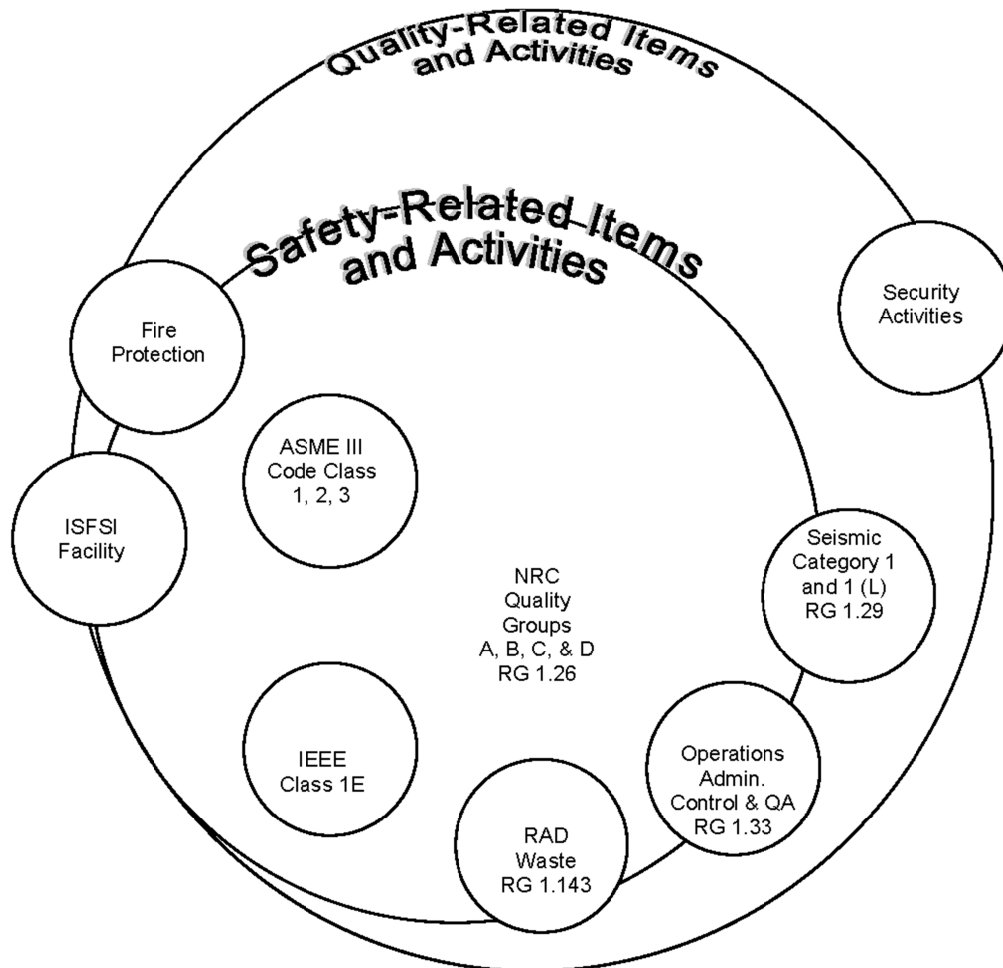 Quality-Related Items
and Activities
Safety-Related Items
and Activities
Security
Activities
Fire
Protection
ASME III
Code Class
1, 2, 3
ISFSI
Facility
Seismic
Category 1
and 1 (L)
RG 1.29
NRC
Quality
Groups
A, B, C, & D
RG 1.26
IEEE
Class 1E
Operations
Admin.
Control & QA
RG 1.33
RAD
Waste
RG 1.143